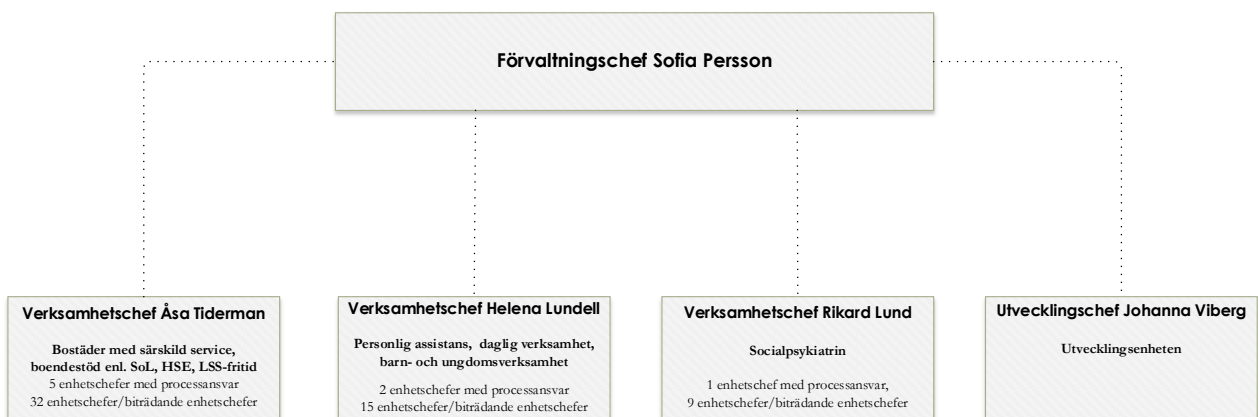 Förvaltningschef Sofia Persson
Verksamhetschef Åsa Tiderman
Bostäder med särskild service,
boendestöd enl. SoL, HSE, LSS-fritid
5 enhetschefer med processansvar
32 enhetschefer/biträdande enhetschefer
Verksamhetschef Helena Lundell
Personlig assistans, daglig verksamhet,
barn- och ungdomsverksamhet
2 enhetschefer med processansvar
15 enhetschefer/biträdande enhetschefer
Verksamhetschef Rikard Lund
Socialpsykiatrin
1 enhetschef med processansvar,
9 enhetschefer/biträdande enhetschefer
Utvecklingschef Johanna Viberg
Utvecklingsenheten